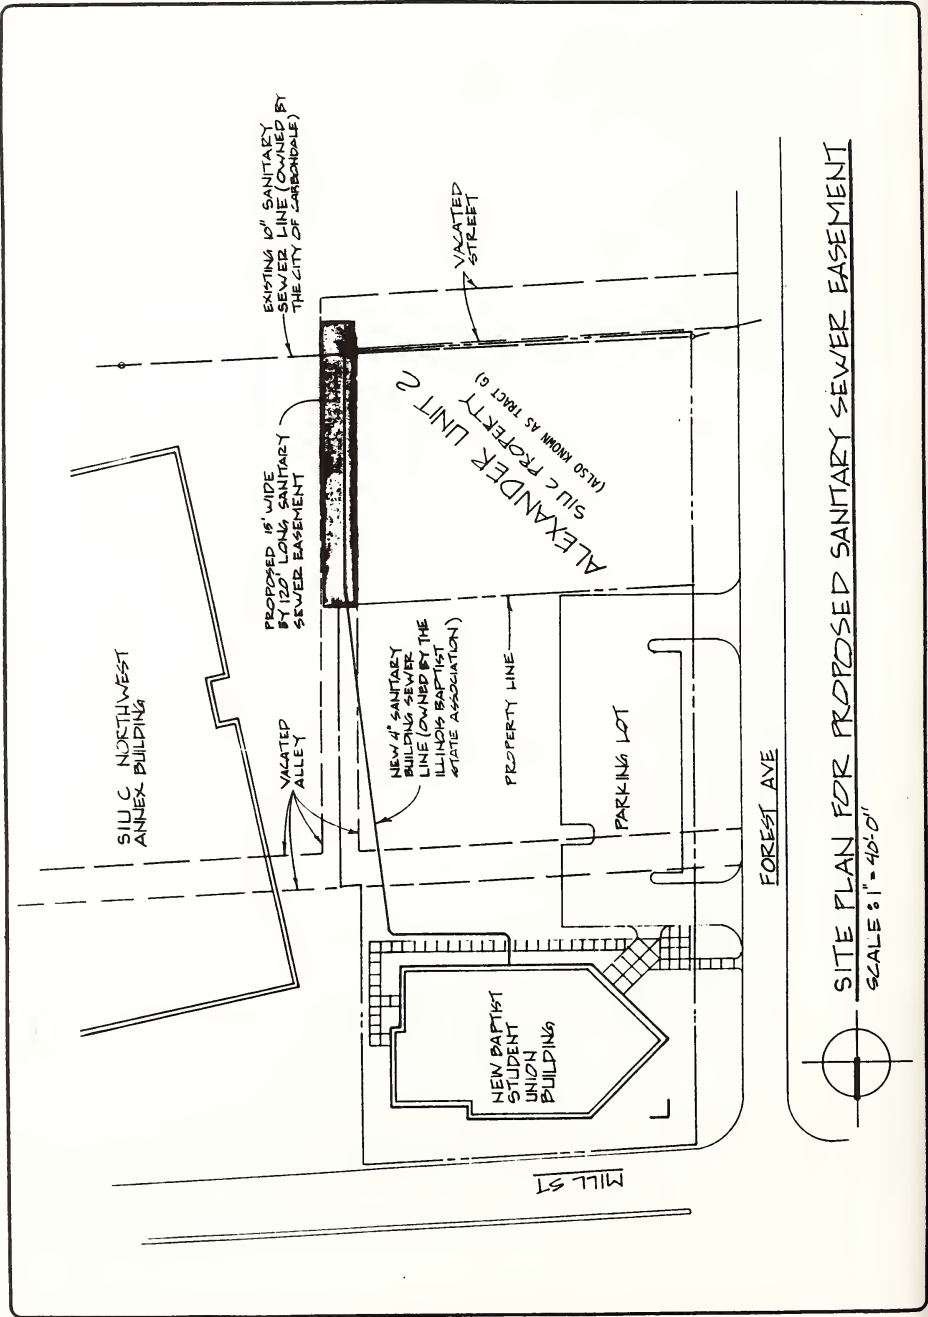 EXISTING 10" SANITARY
SEWER LINE (OWNED BY
THE CITY OF CARBONDALE)
VACATED
STREET
PROPOSED 15' WIDE
BY 120' LONG SANITARY
SEWER EASEMENT
ALEXANDER UNIT 2
SIU C PROPERTY
(ALSO KNOWN AS TRACT G)
SIU C NORTHWEST
ANNEX BUILDING
VACATED
ALLEY
NEW 4" SANITARY
BUILDING SEWER
LINE (OWNED BY THE
ILLINOIS BAPTIST
STATE ASSOCIATION)
PROPERTY LINE
PARKING LOT
NEW BAPTIST
STUDENT
UNION
BUILDING
MILL ST
FOREST AVE
SITE PLAN FOR PROPOSED SANITARY SEWER EASEMENT
SCALE: 1" = 40'-0"